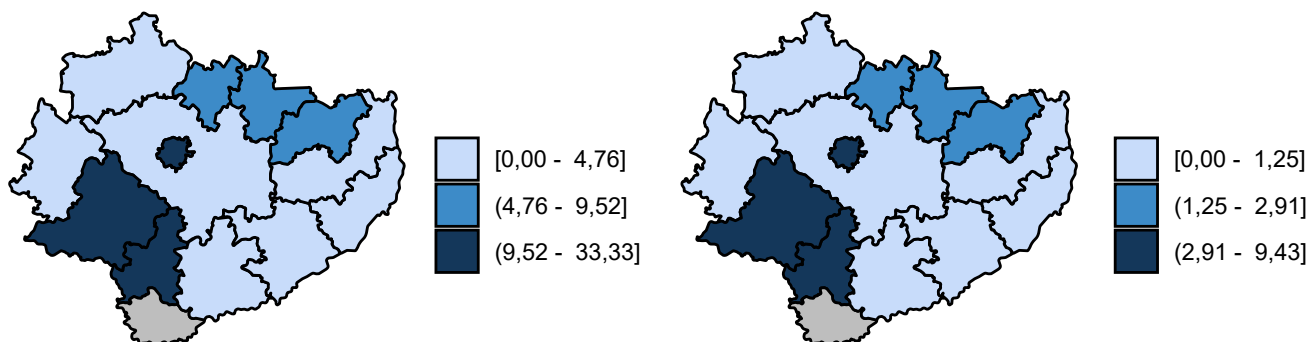 [0,00 - 4,76]
(4,76 - 9,52]
(9,52 - 33,33]
[0,00 - 1,25]
(1,25 - 2,91]
(2,91 - 9,43]